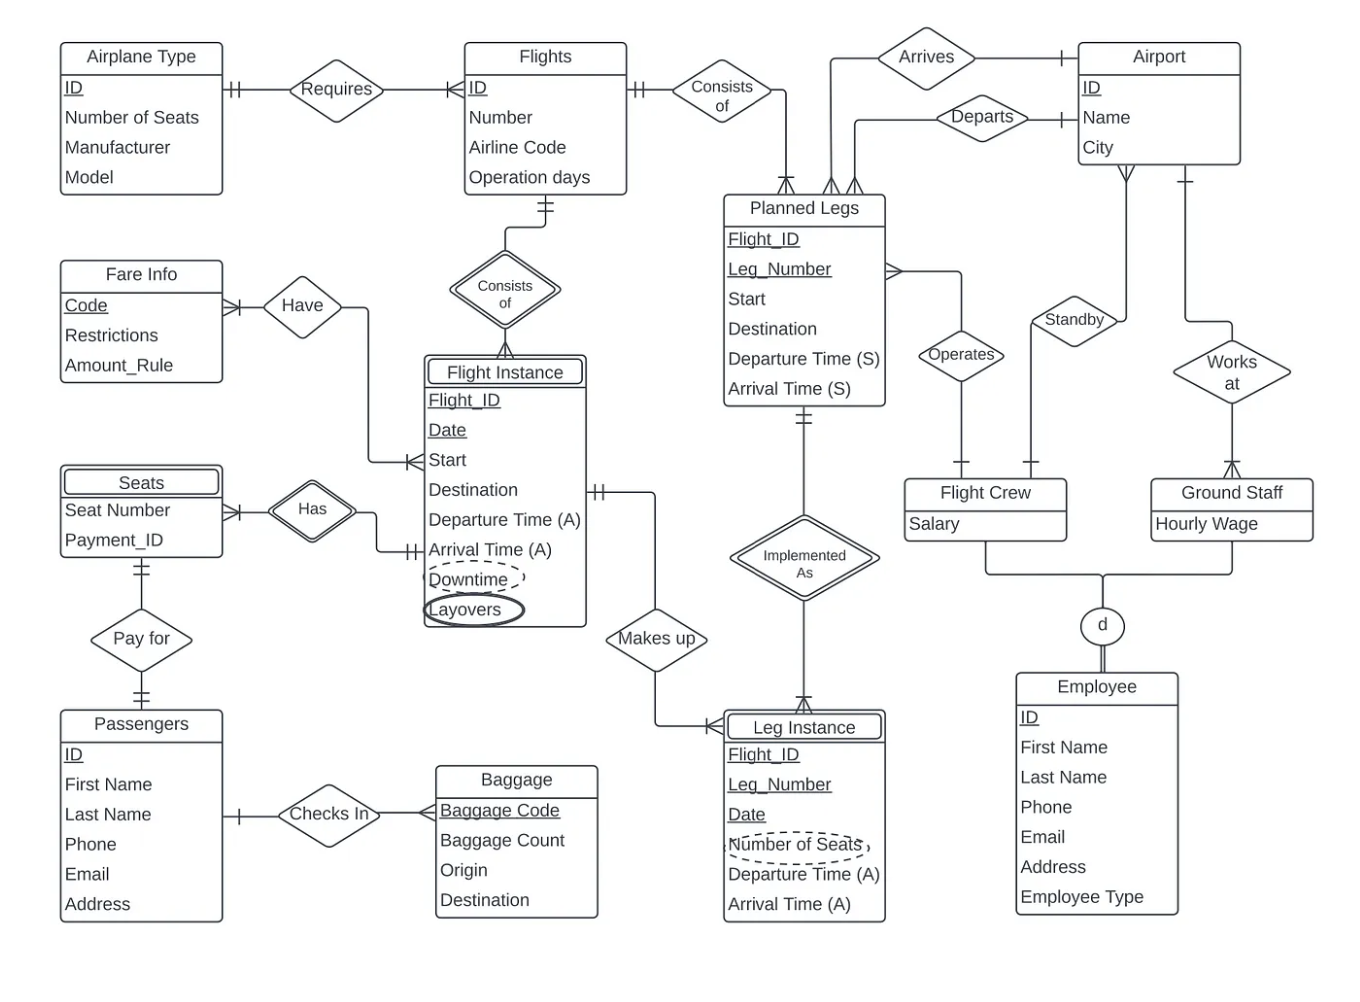 Airplane Type
ID
Number of Seats
Manufacturer
Model
Requires
Flights
ID
Number
Airline Code
Operation days
Consists
of
Arrives
Departs
Airport
ID
Name
City
Planned Legs
Flight_ID
Leg_Number
Start
Destination
Departure Time (S)
Arrival Time (S)
Fare Info
Code
Restrictions
Amount_Rule
Have
Consists
of
Operates
Standby
Works
at
Flight Instance
Flight_ID
Date
Start
Destination
Departure Time (A)
Arrival Time (A)
Downtime
Layovers
Seats
Seat Number
Payment_ID
Has
Flight Crew
Salary
Ground Staff
Hourly Wage
Implemented
As
Pay for
Makes up
d
Passengers
ID
First Name
Last Name
Phone
Email
Address
Checks In
Baggage
Baggage Code
Baggage Count
Origin
Destination
Leg Instance
Flight_ID
Leg_Number
Date
Number of Seats
Departure Time (A)
Arrival Time (A)
Employee
ID
First Name
Last Name
Phone
Email
Address
Employee Type